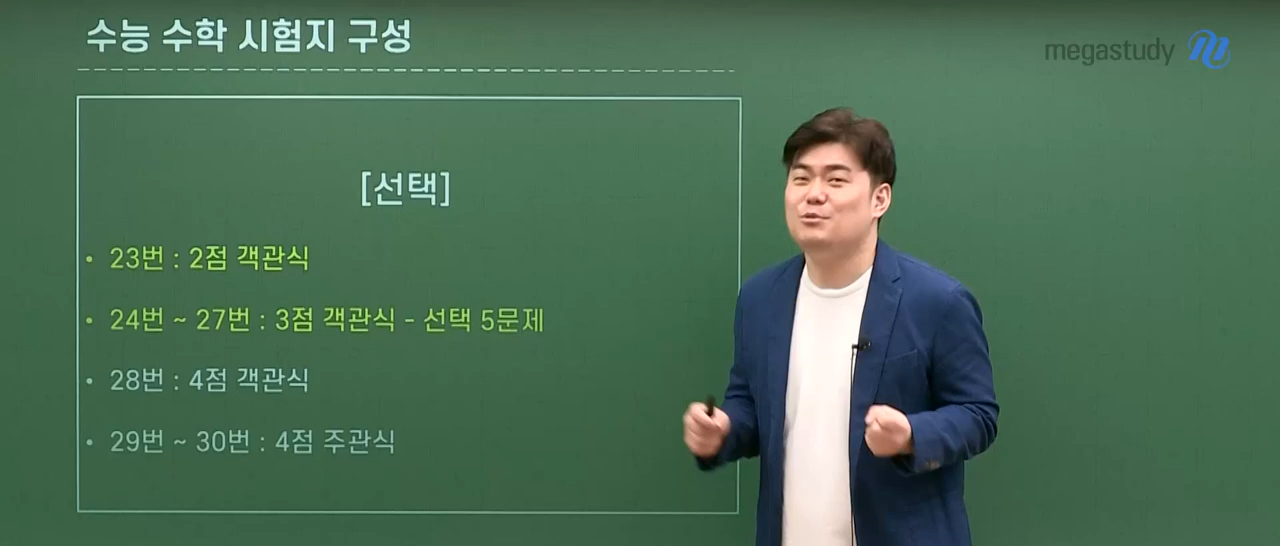 수능 수학 시험지 구성
megastudy
[선택]
• 23번 : 2점 객관식
• 24번 ~ 27번 : 3점 객관식 - 선택 5문제
• 28번 : 4점 객관식
• 29번 ~ 30번 : 4점 주관식